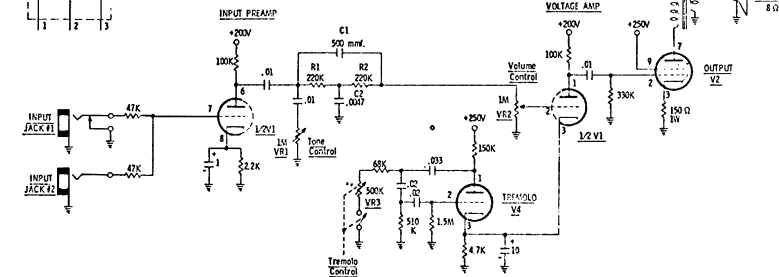 1 2 3
INPUT PREAMP
VOLTAGE AMP
8 Ω
+200V
+200V
+250V
C1
500 mmf.
100K
100K
7
.01
R1
220K
R2
220K
C2
.0047
.01
1M
VR1
Tone
Control
Volume
Control
1M
VR2
.01
9
2
3
OUTPUT
V2
330K
150 Ω
1W
INPUT
JACK #1
47K
6
7
8
1/2V1
1
2
3
1/2 V1
INPUT
JACK #2
47K
+
1
2.2K
+250V
150K
68K
.033
500K
VR3
.02
.02
510
K
1.5M
1
2
3
TREMOLO
V4
4.7K
+
10
Tremolo
Control